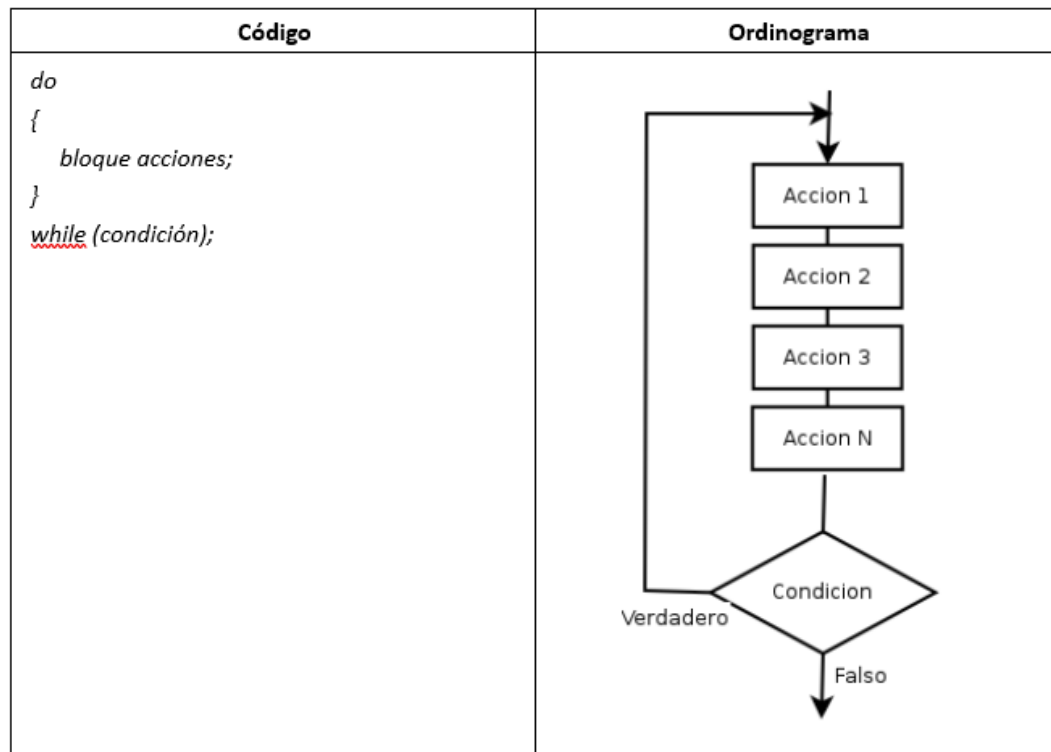 Código
Ordinograma
do
{
bloque acciones;
}
while (condición);
Accion 1
Accion 2
Accion 3
Accion N
Condicion
Verdadero
Falso